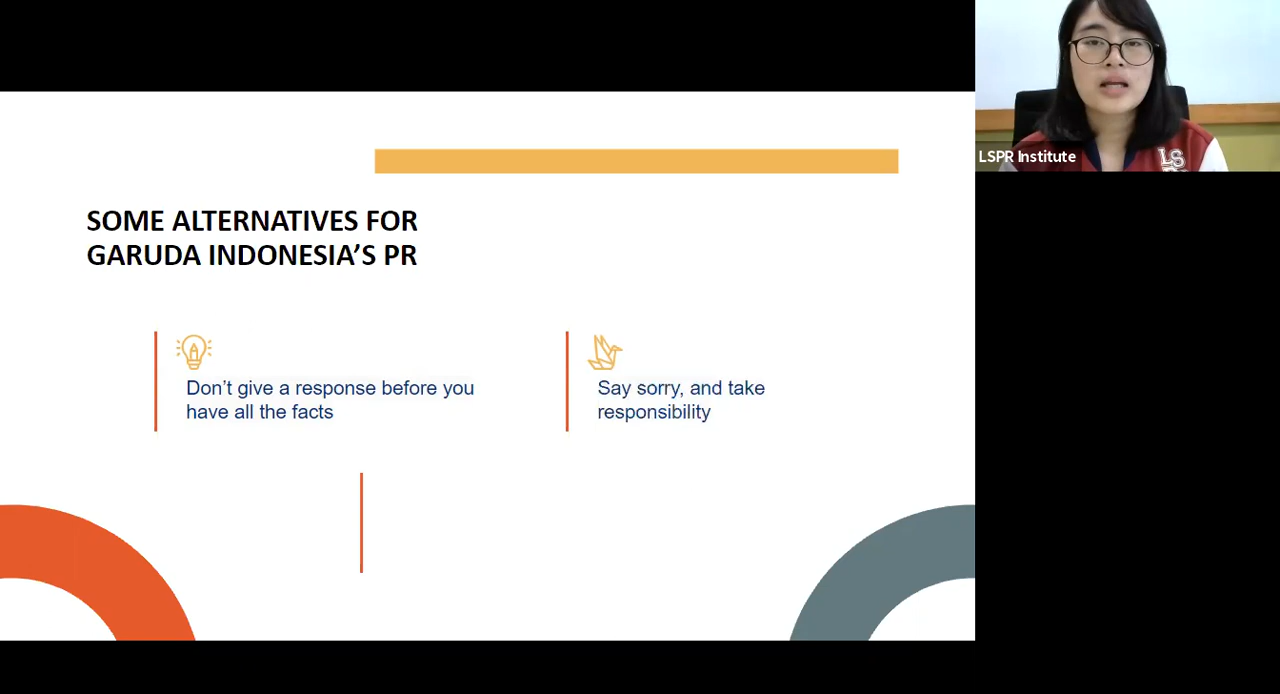 SOME ALTERNATIVES FOR
GARUDA INDONESIA’S PR
Don’t give a response before you
have all the facts
Say sorry, and take
responsibility
LSPR Institute
LS